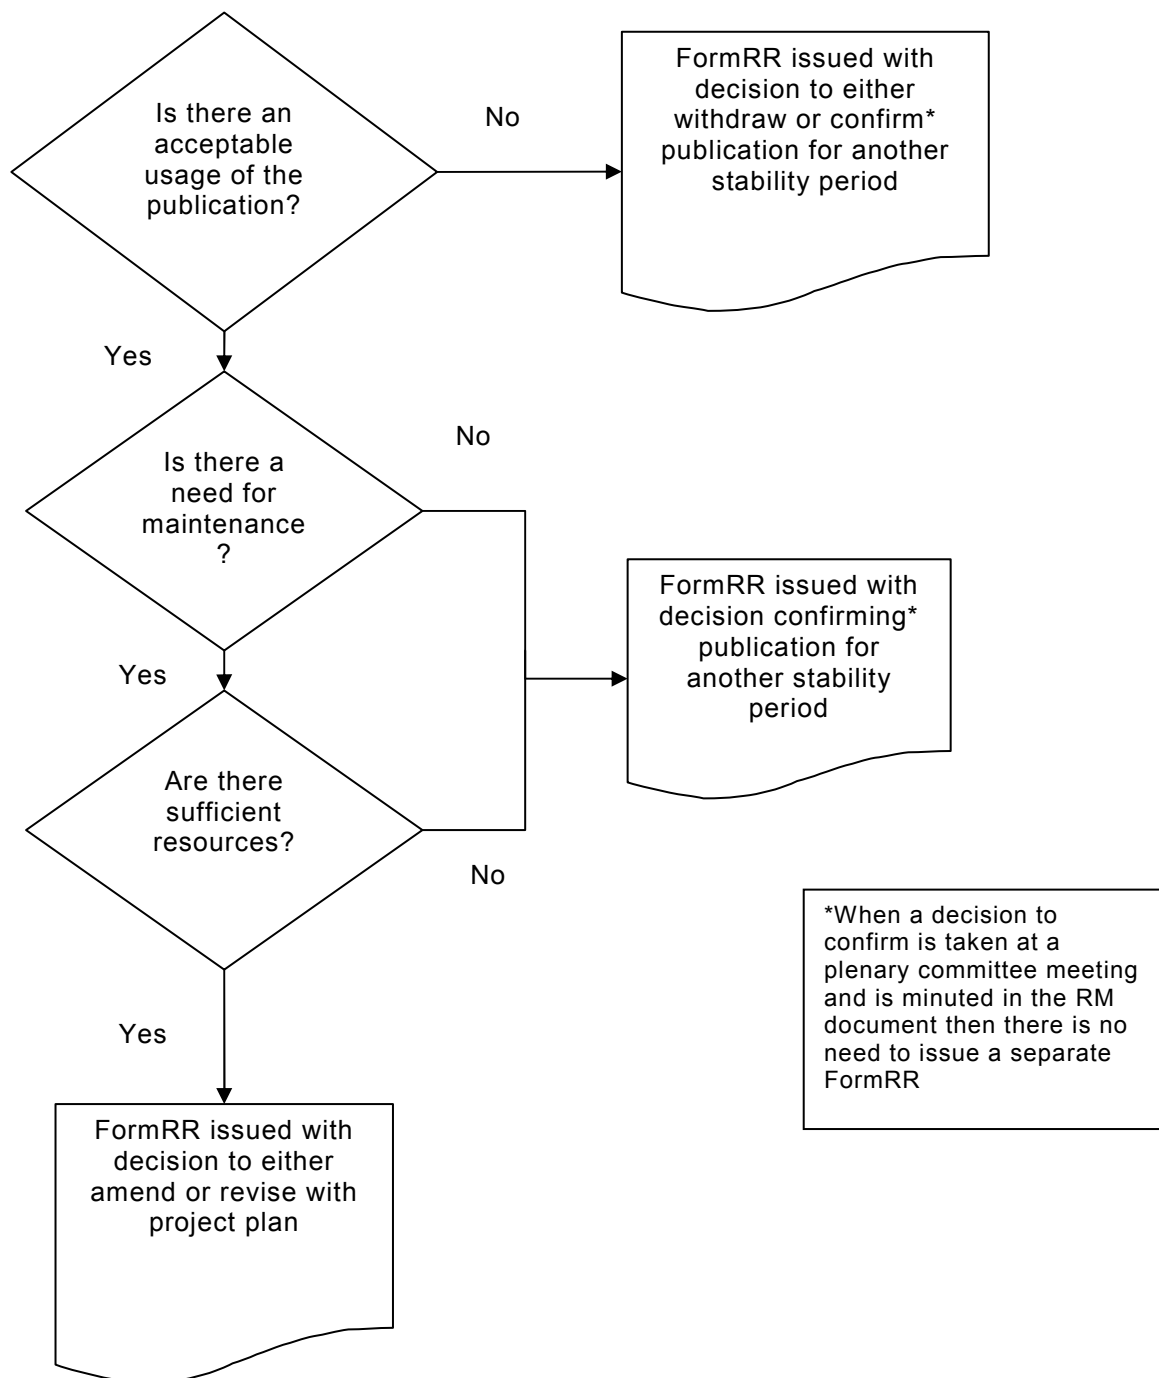 Is there an
acceptable
usage of the
publication?
No
FormRR issued with
decision to either
withdraw or confirm*
publication for another
stability period
Yes
Is there a
need for
maintenance
?
No
FormRR issued with
decision confirming*
publication for
another stability
period
Yes
Are there
sufficient
resources?
No
*When a decision to
confirm is taken at a
plenary committee meeting
and is minuted in the RM
document then there is no
need to issue a separate
FormRR
Yes
FormRR issued with
decision to either
amend or revise with
project plan